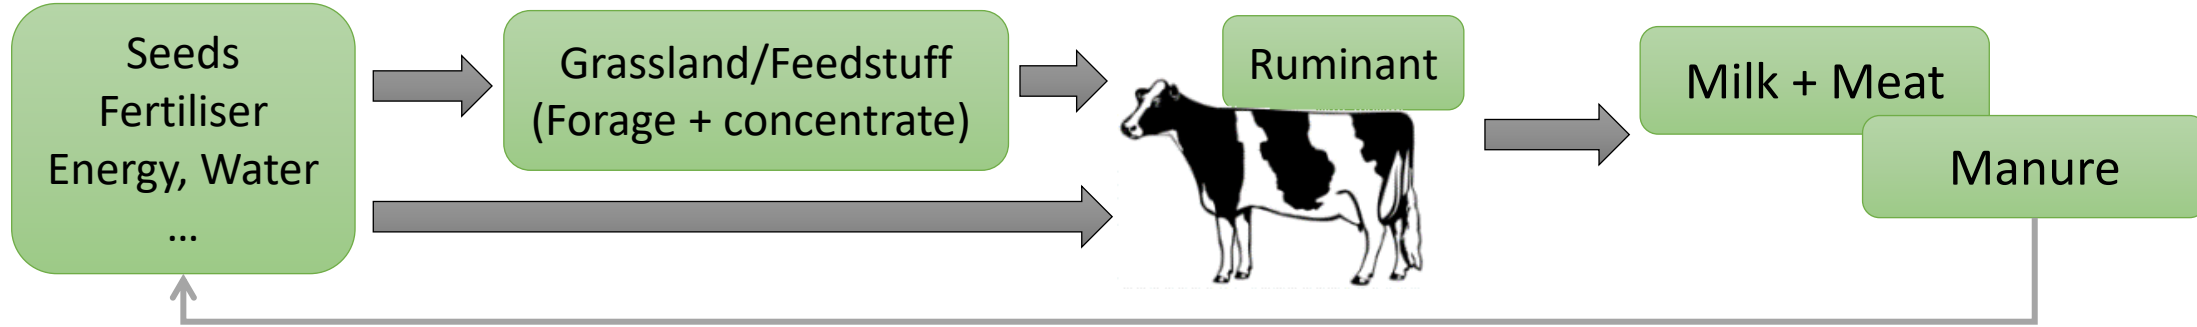 Seeds
Fertiliser
Energy, Water
...
Grassland/Feedstuff
(Forage + concentrate)
Ruminant
Milk + Meat
Manure